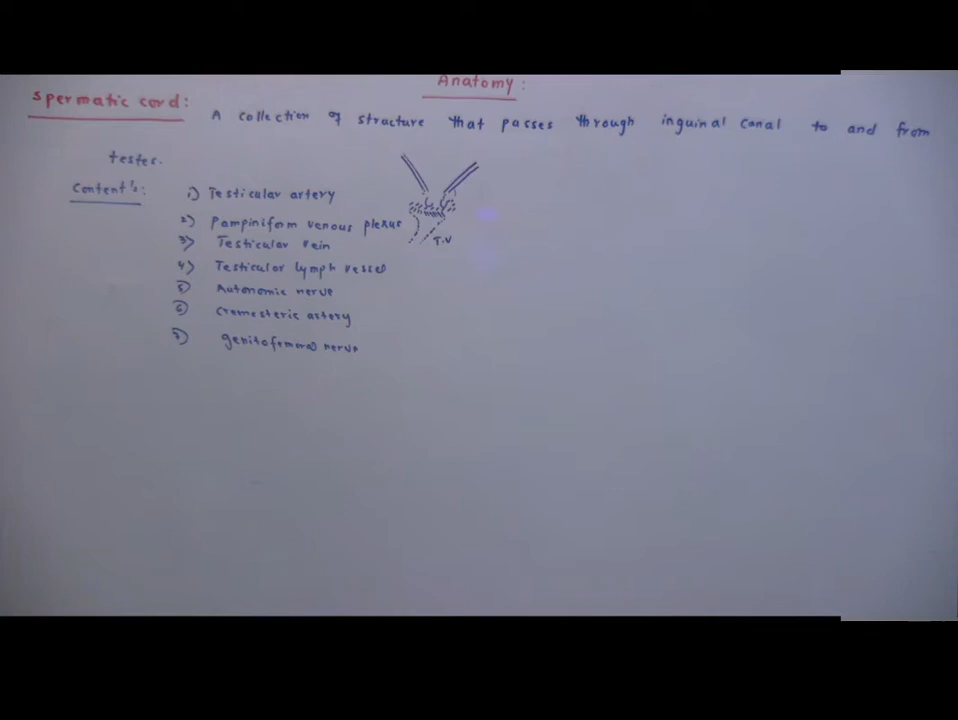 Anatomy:
Spermatic cord: A collection of structure that passes through inguinal canal to and from
testes.
Content's:
1) Testicular artery
2) Pampiniform venous plexus
3) Testicular vein
4) Testicular lymph vessel
5) Autonomic nerve
6) Cremesteric artery
7) genitofemoral nerve
T.V